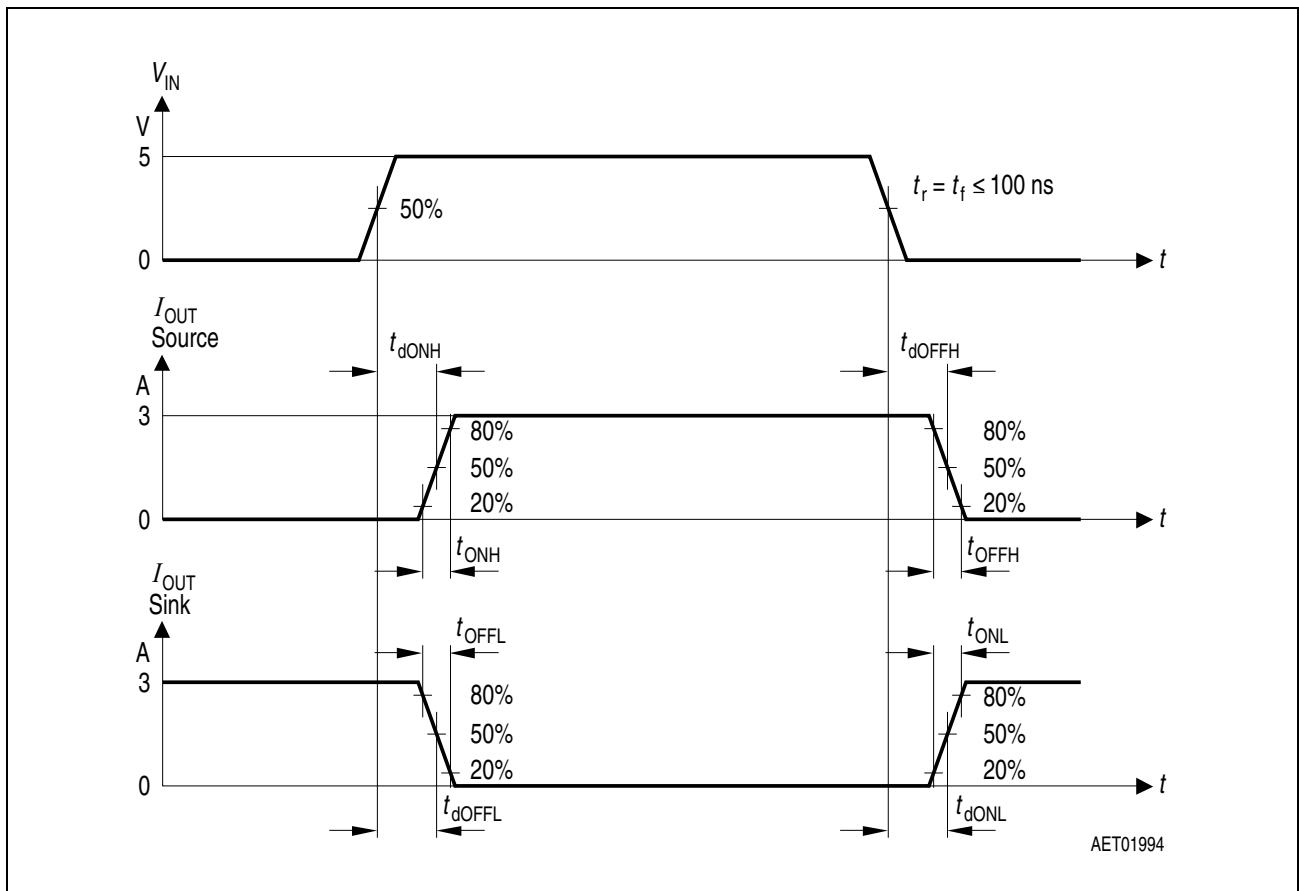 V_IN
V
5
50%
t_r = t_f ≤ 100 ns
0
t
I_OUT
Source
t_dONH
t_dOFFH
A
3
80%
80%
50%
50%
20%
20%
0
t
t_ONH
t_OFFH
I_OUT
Sink
t_OFFL
t_ONL
A
3
80%
80%
50%
50%
20%
20%
0
t
t_dOFFL
t_dONL
AET01994